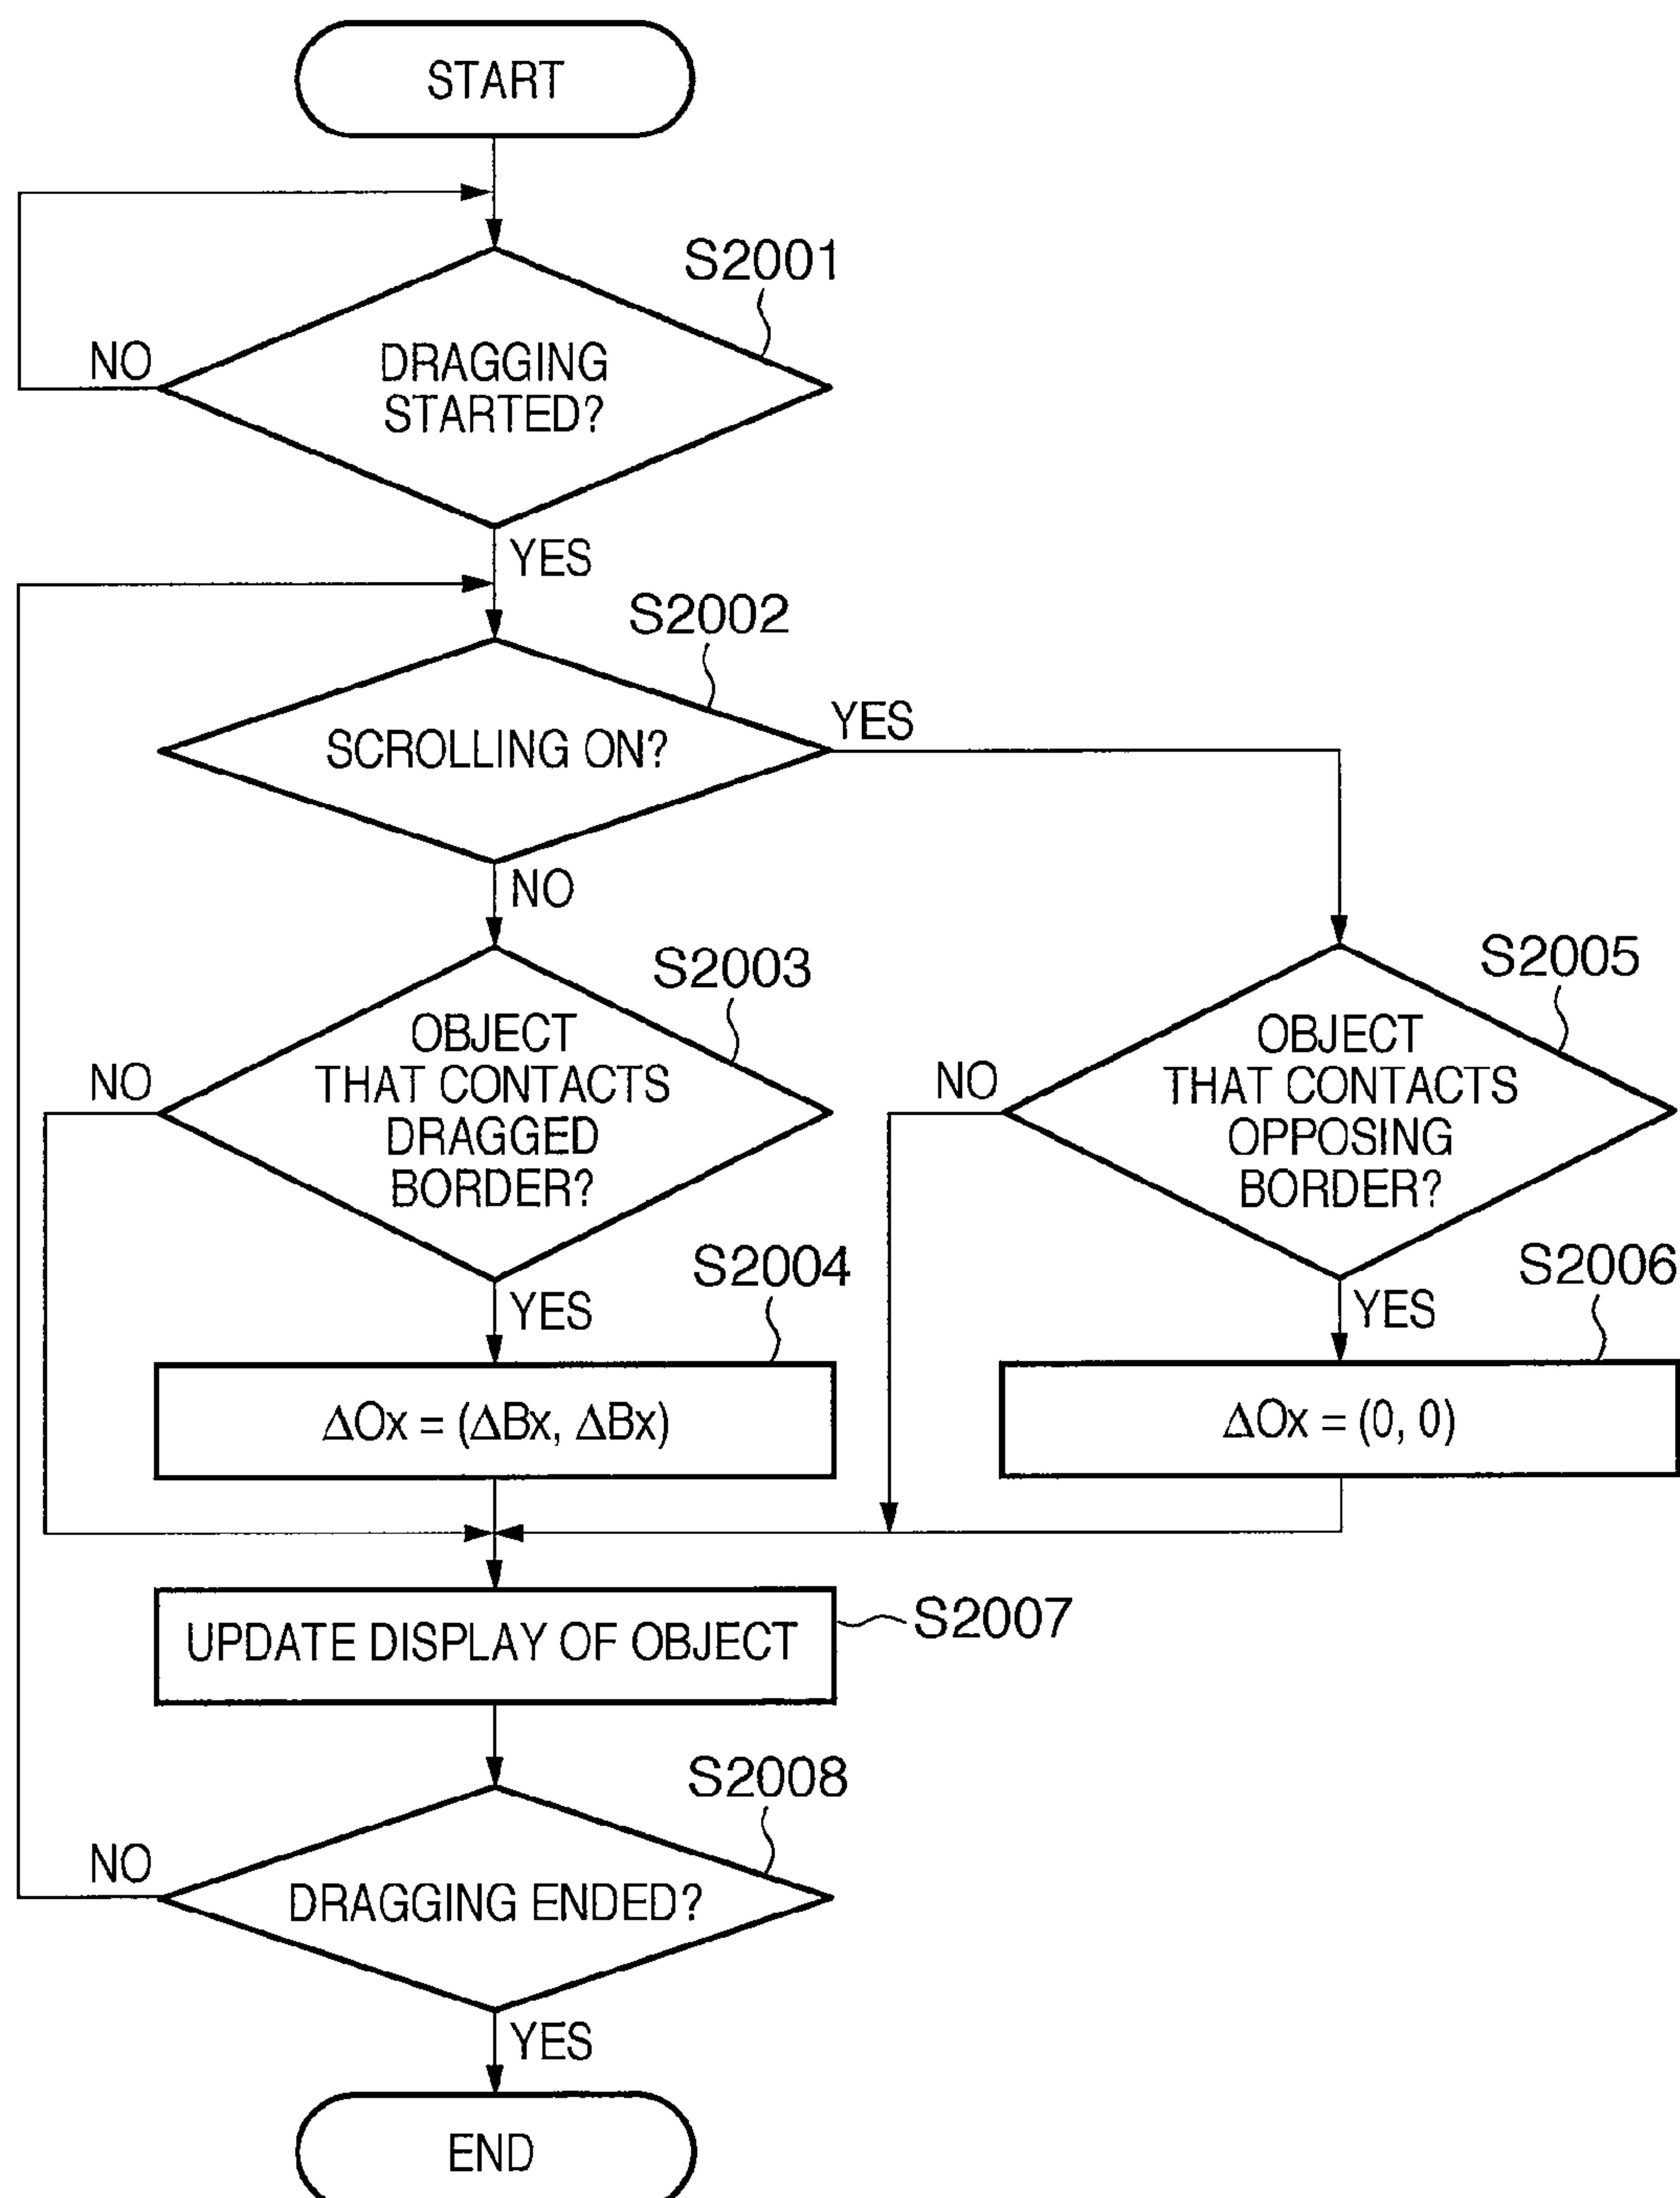 START
S2001
NO
DRAGGING
STARTED?
YES
S2002
YES
SCROLLING ON?
NO
S2003
NO
OBJECT
THAT CONTACTS
DRAGGED
BORDER?
S2005
NO
OBJECT
THAT CONTACTS
OPPOSING
BORDER?
S2004
YES
ΔOx = (ΔBx, ΔBx)
S2006
YES
ΔOx = (0, 0)
UPDATE DISPLAY OF OBJECT
S2007
S2008
NO
DRAGGING ENDED?
YES
END